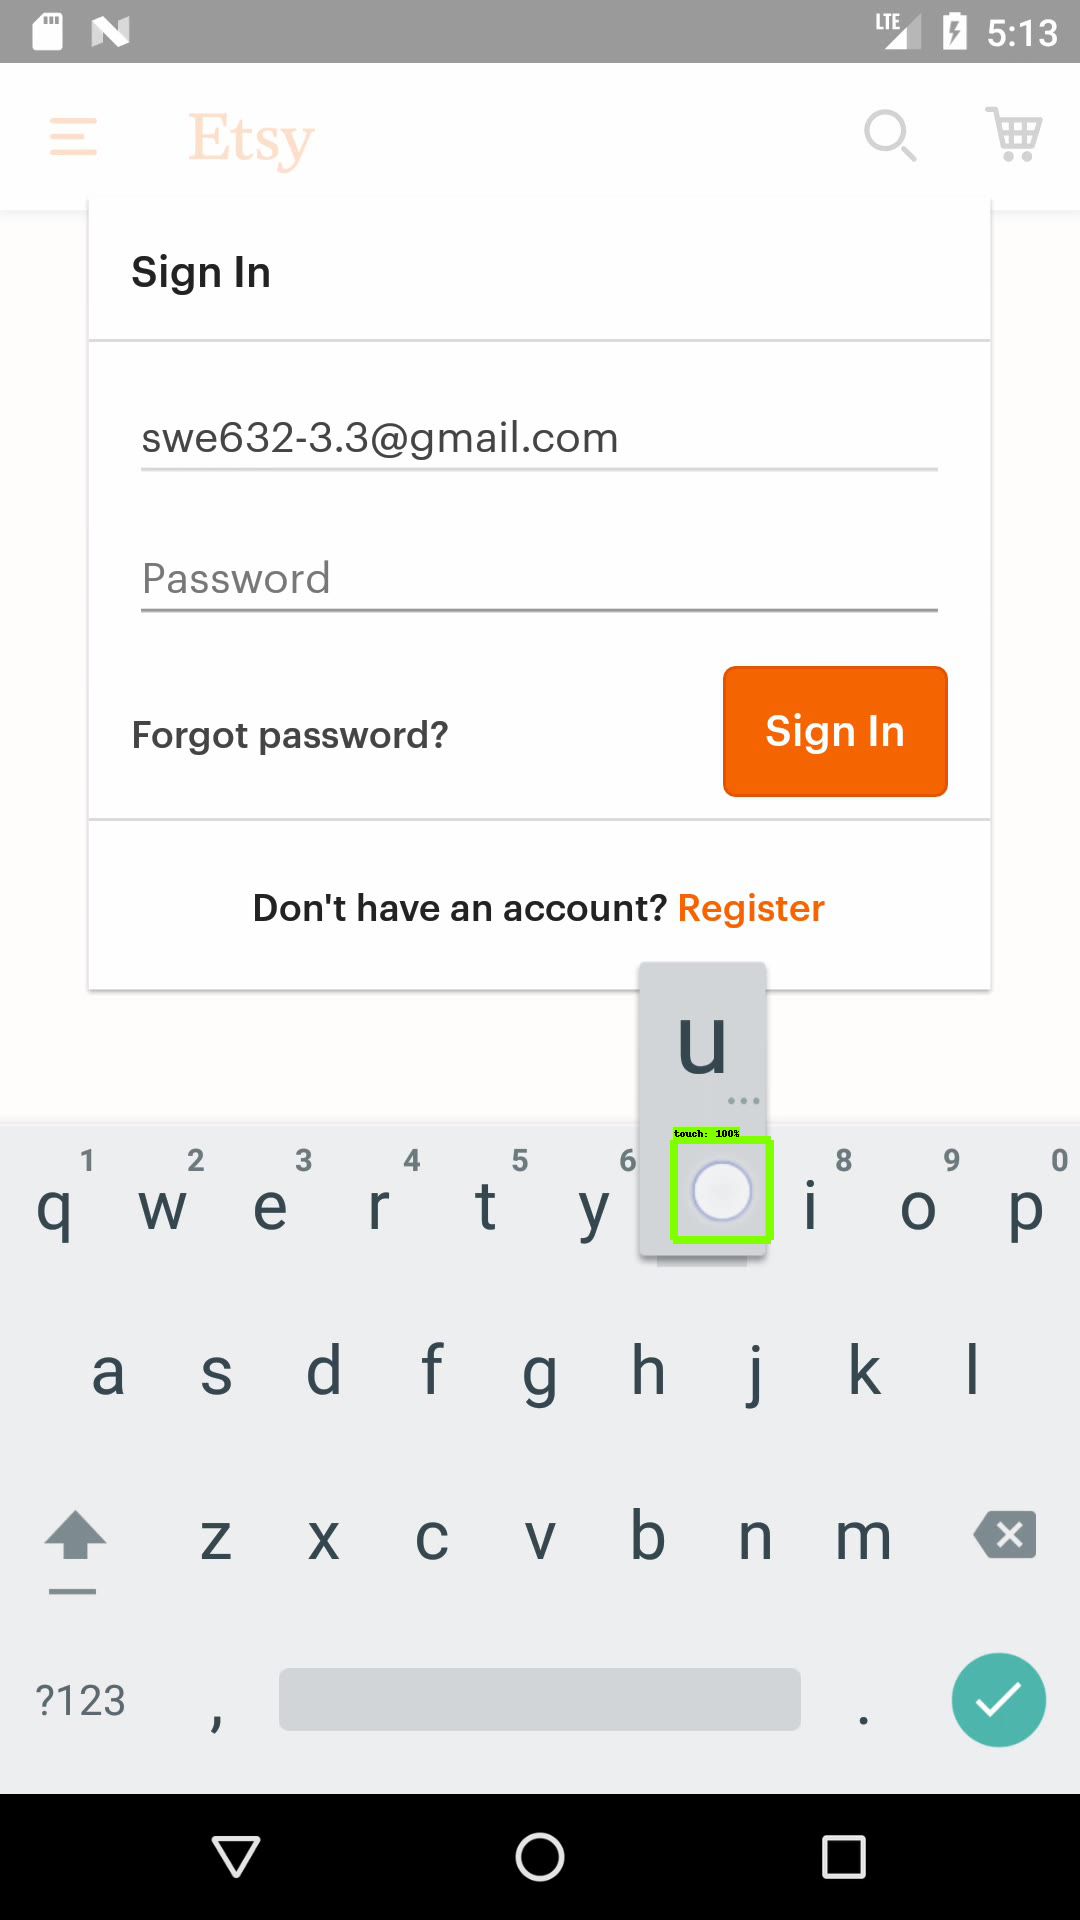 LTE 5:13
Etsy
Sign In
swe632-3.3@gmail.com
Password
Forgot password? Sign In
Don't have an account? Register
u
...
touch: 100%
1 2 3 4 5 6 8 9 0
q w e r t y i o p
a s d f g h j k l
z x c v b n m
?123 , .